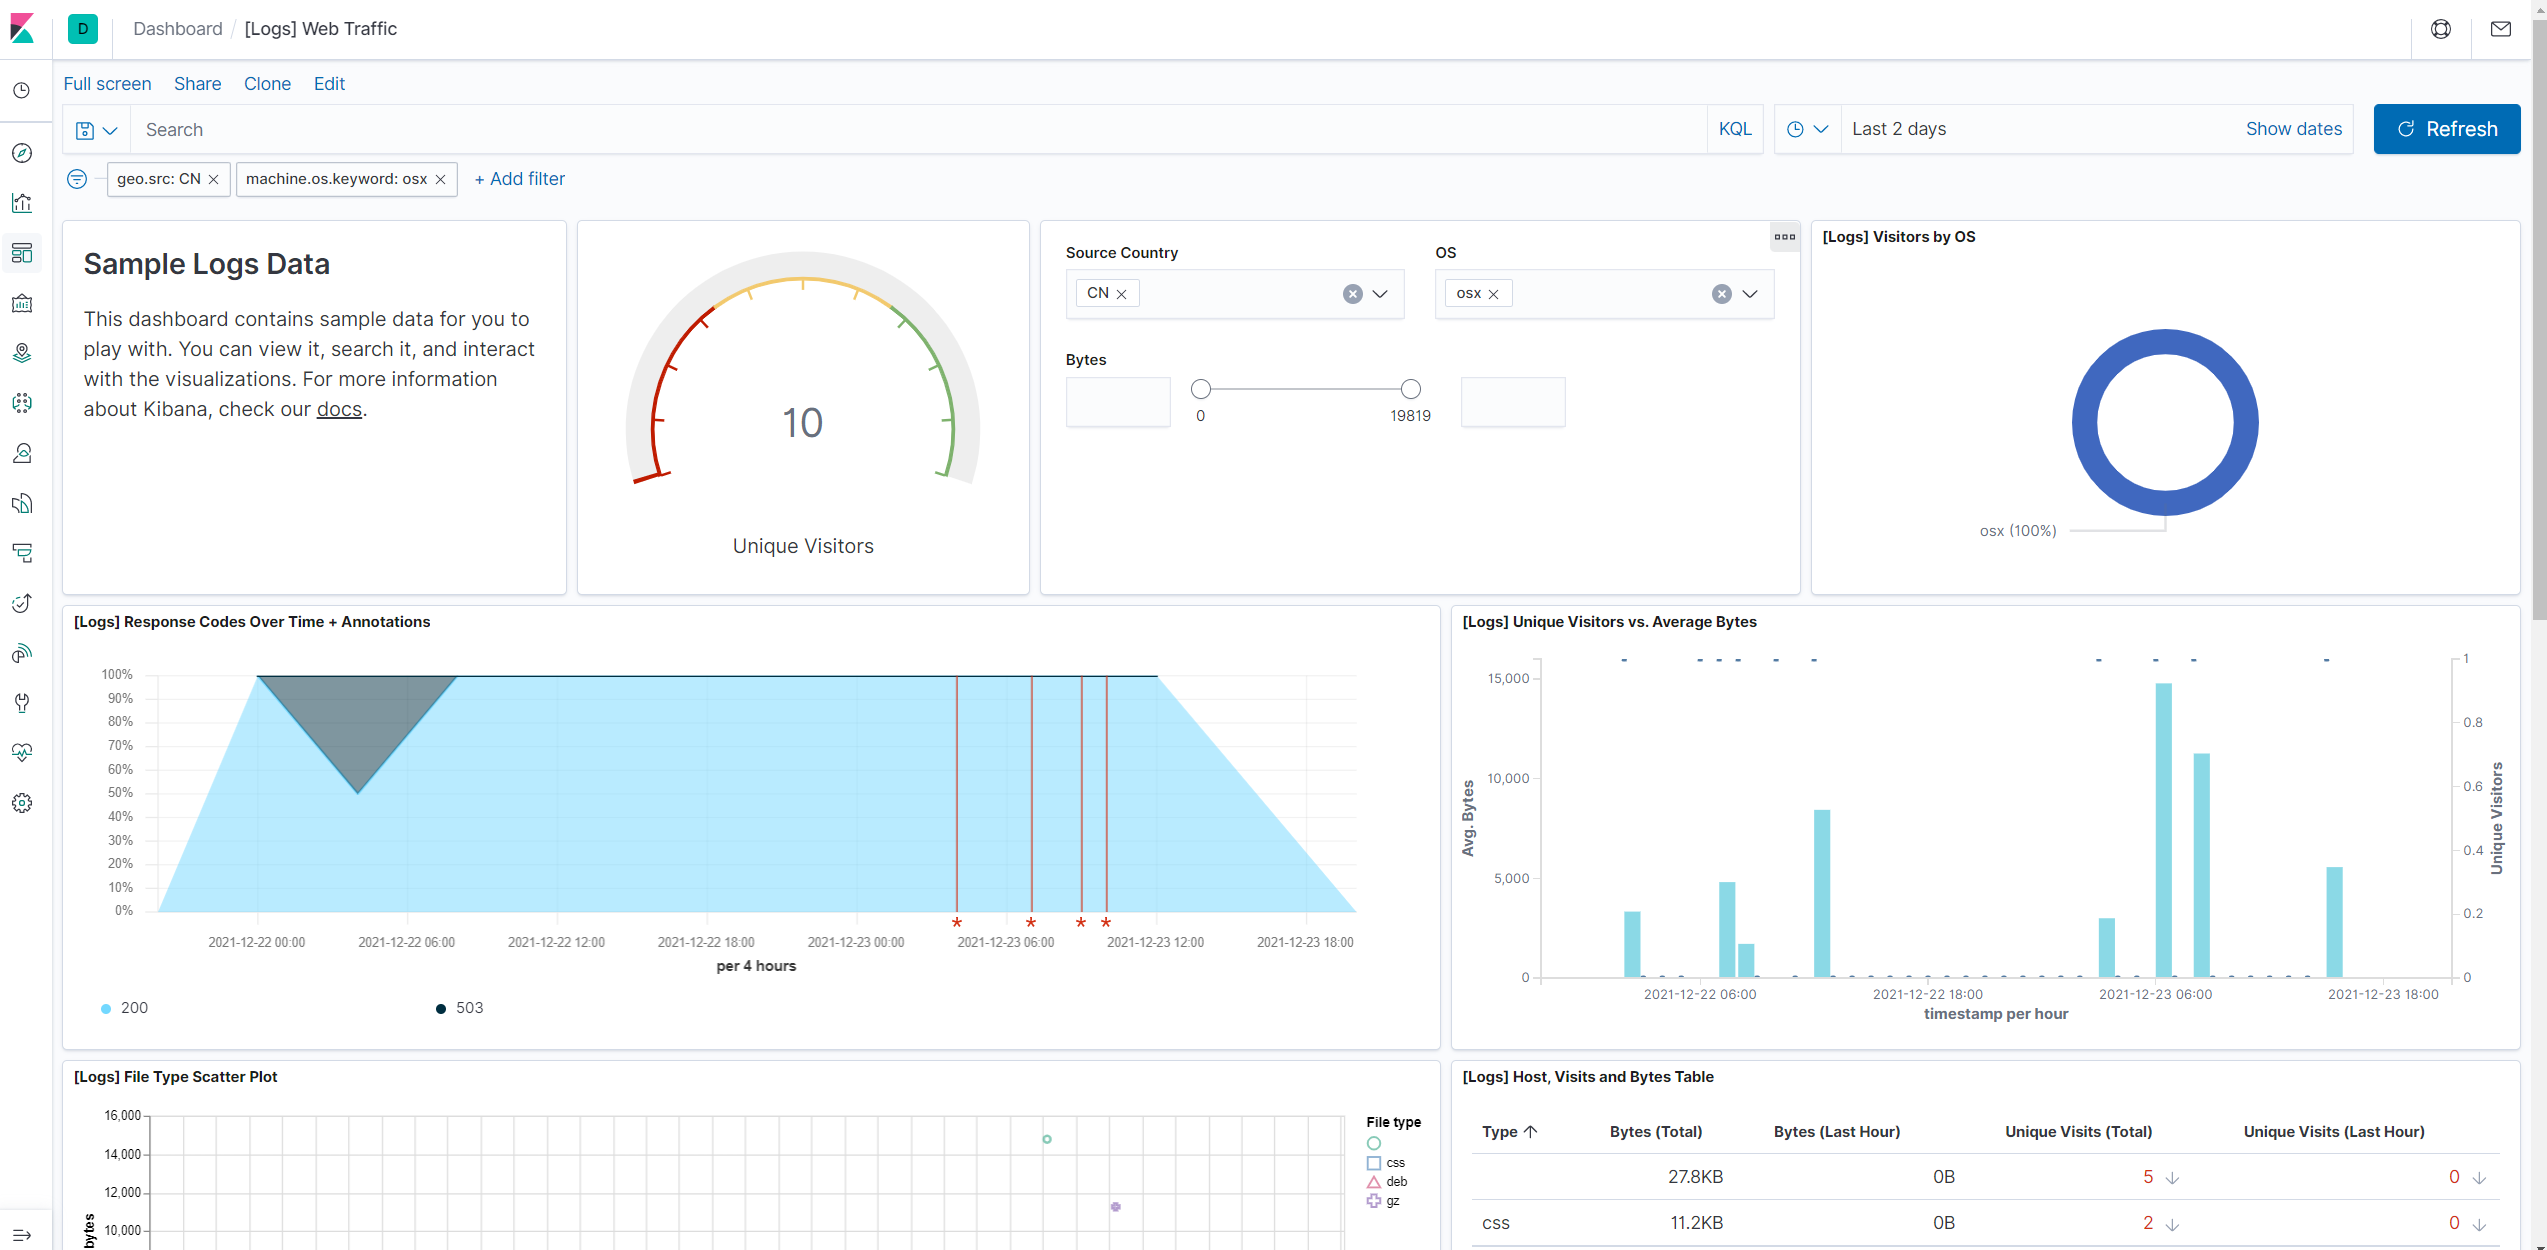 D Dashboard / [Logs] Web Traffic
Full screen Share Clone Edit
Search KQL Last 2 days Show dates Refresh
geo.src: CN machine.os.keyword: osx + Add filter
Sample Logs Data
This dashboard contains sample data for you to
play with. You can view it, search it, and interact
with the visualizations. For more information
about Kibana, check our docs.
10
Unique Visitors
Source Country OS
CN osx
Bytes
0 19819
[Logs] Visitors by OS
osx (100%)
[Logs] Response Codes Over Time + Annotations
100%
90%
80%
70%
60%
50%
40%
30%
20%
10%
0%
* * * *
2021-12-22 00:00 2021-12-22 06:00 2021-12-22 12:00 2021-12-22 18:00 2021-12-23 00:00 2021-12-23 06:00 2021-12-23 12:00 2021-12-23 18:00
per 4 hours
200 503
[Logs] Unique Visitors vs. Average Bytes
Avg. Bytes
15,000
10,000
5,000
0
1
0.8
0.6
0.4
0.2
0
Unique Visitors
2021-12-22 06:00 2021-12-22 18:00 2021-12-23 06:00 2021-12-23 18:00
timestamp per hour
[Logs] File Type Scatter Plot
16,000
14,000
12,000
10,000
bytes
File type
css
deb
gz
[Logs] Host, Visits and Bytes Table
Type Bytes (Total) Bytes (Last Hour) Unique Visits (Total) Unique Visits (Last Hour)
27.8KB 0B 5 0
css 11.2KB 0B 2 0